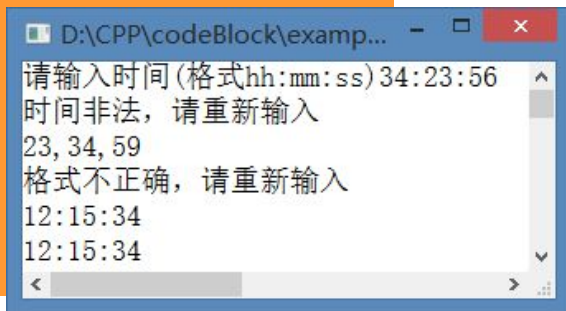 D:\CPP\codeBlock\examp...
请输入时间(格式hh:mm:ss)34:23:56
时间非法，请重新输入
23,34,59
格式不正确，请重新输入
12:15:34
12:15:34